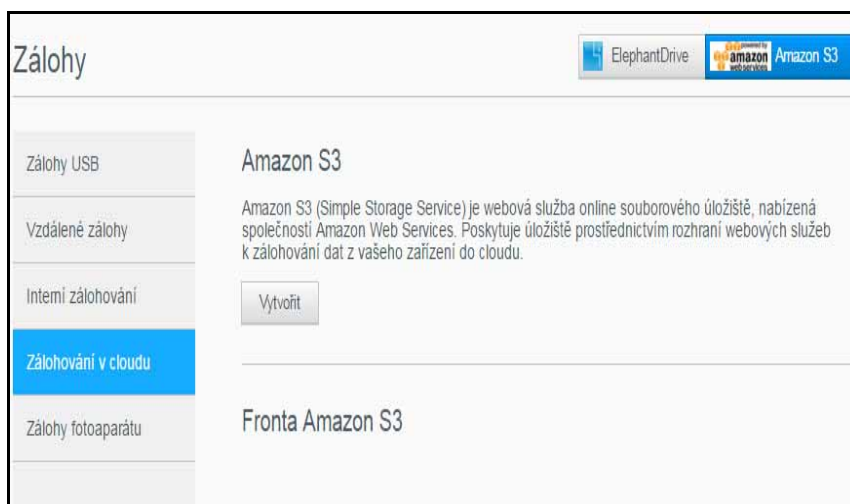 Zálohy
ElephantDrive
powered by
amazon
web services
Amazon S3
Zálohy USB
Vzdálené zálohy
Interní zálohování
Zálohování v cloudu
Zálohy fotoaparátu
Amazon S3
Amazon S3 (Simple Storage Service) je webová služba online souborového úložiště, nabízená
společností Amazon Web Services. Poskytuje úložiště prostřednictvím rozhraní webových služeb
k zálohování dat z vašeho zařízení do cloudu.
Vytvořit
Fronta Amazon S3